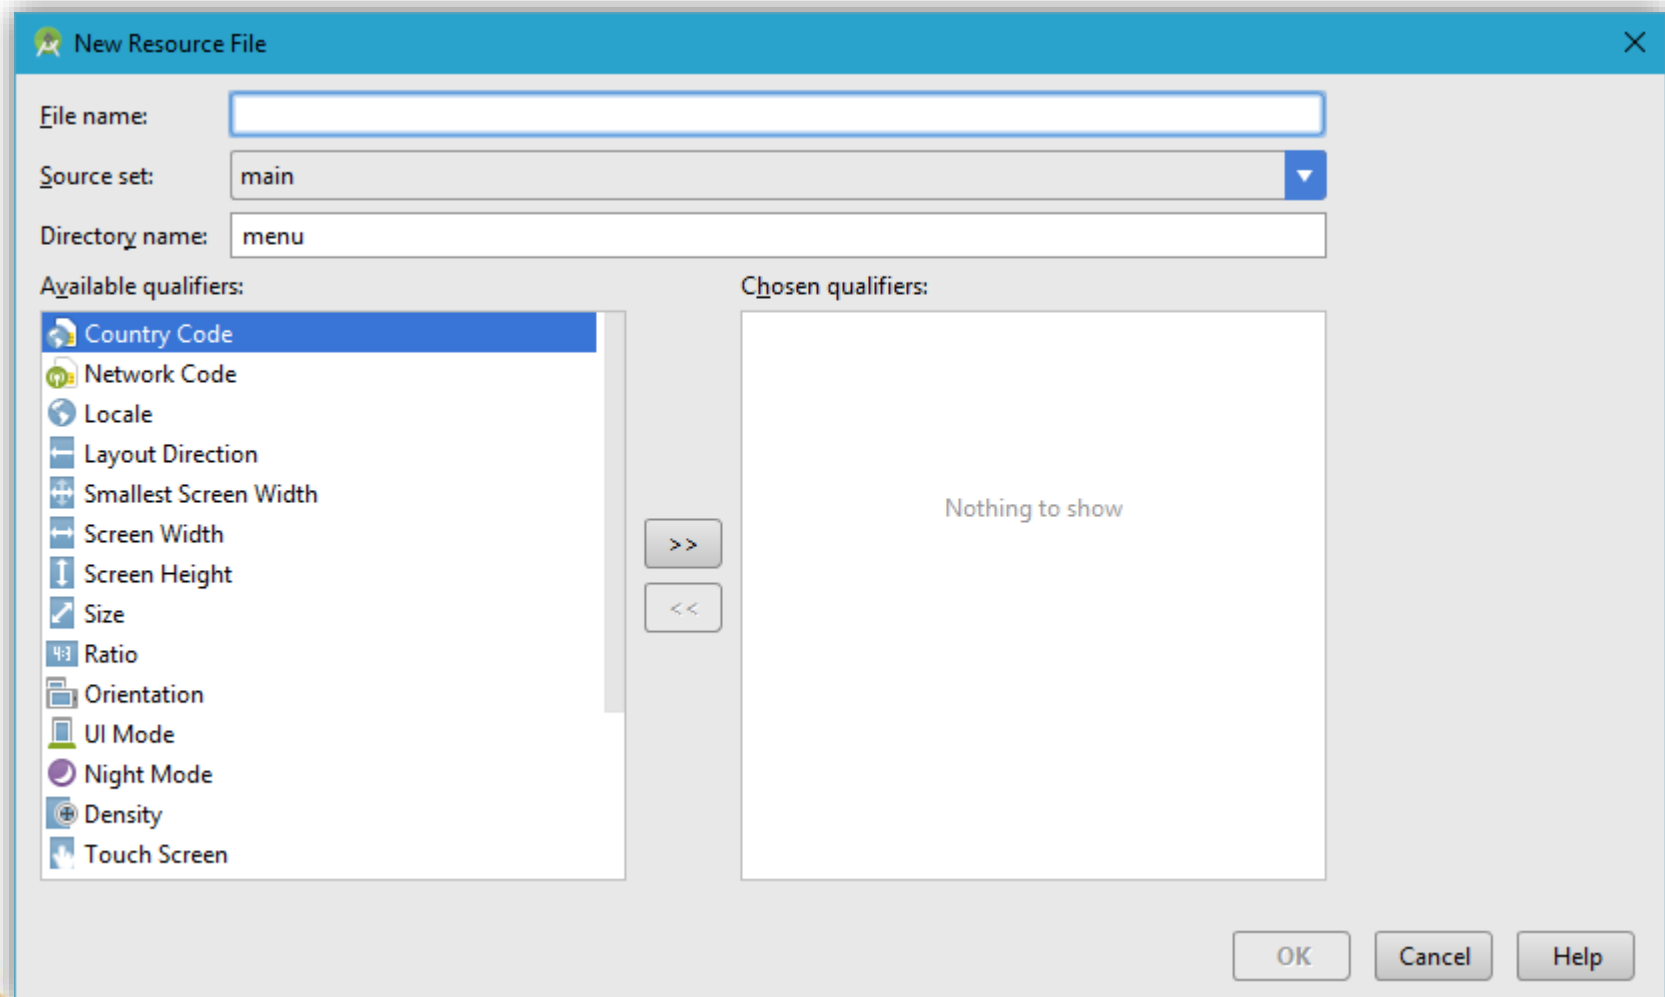 New Resource File
File name:
Source set: main
Directory name: menu
Available qualifiers:
Country Code
Network Code
Locale
Layout Direction
Smallest Screen Width
Screen Width
Screen Height
Size
4:3 Ratio
Orientation
UI Mode
Night Mode
Density
Touch Screen
>>
<<
Chosen qualifiers:
Nothing to show
OK Cancel Help